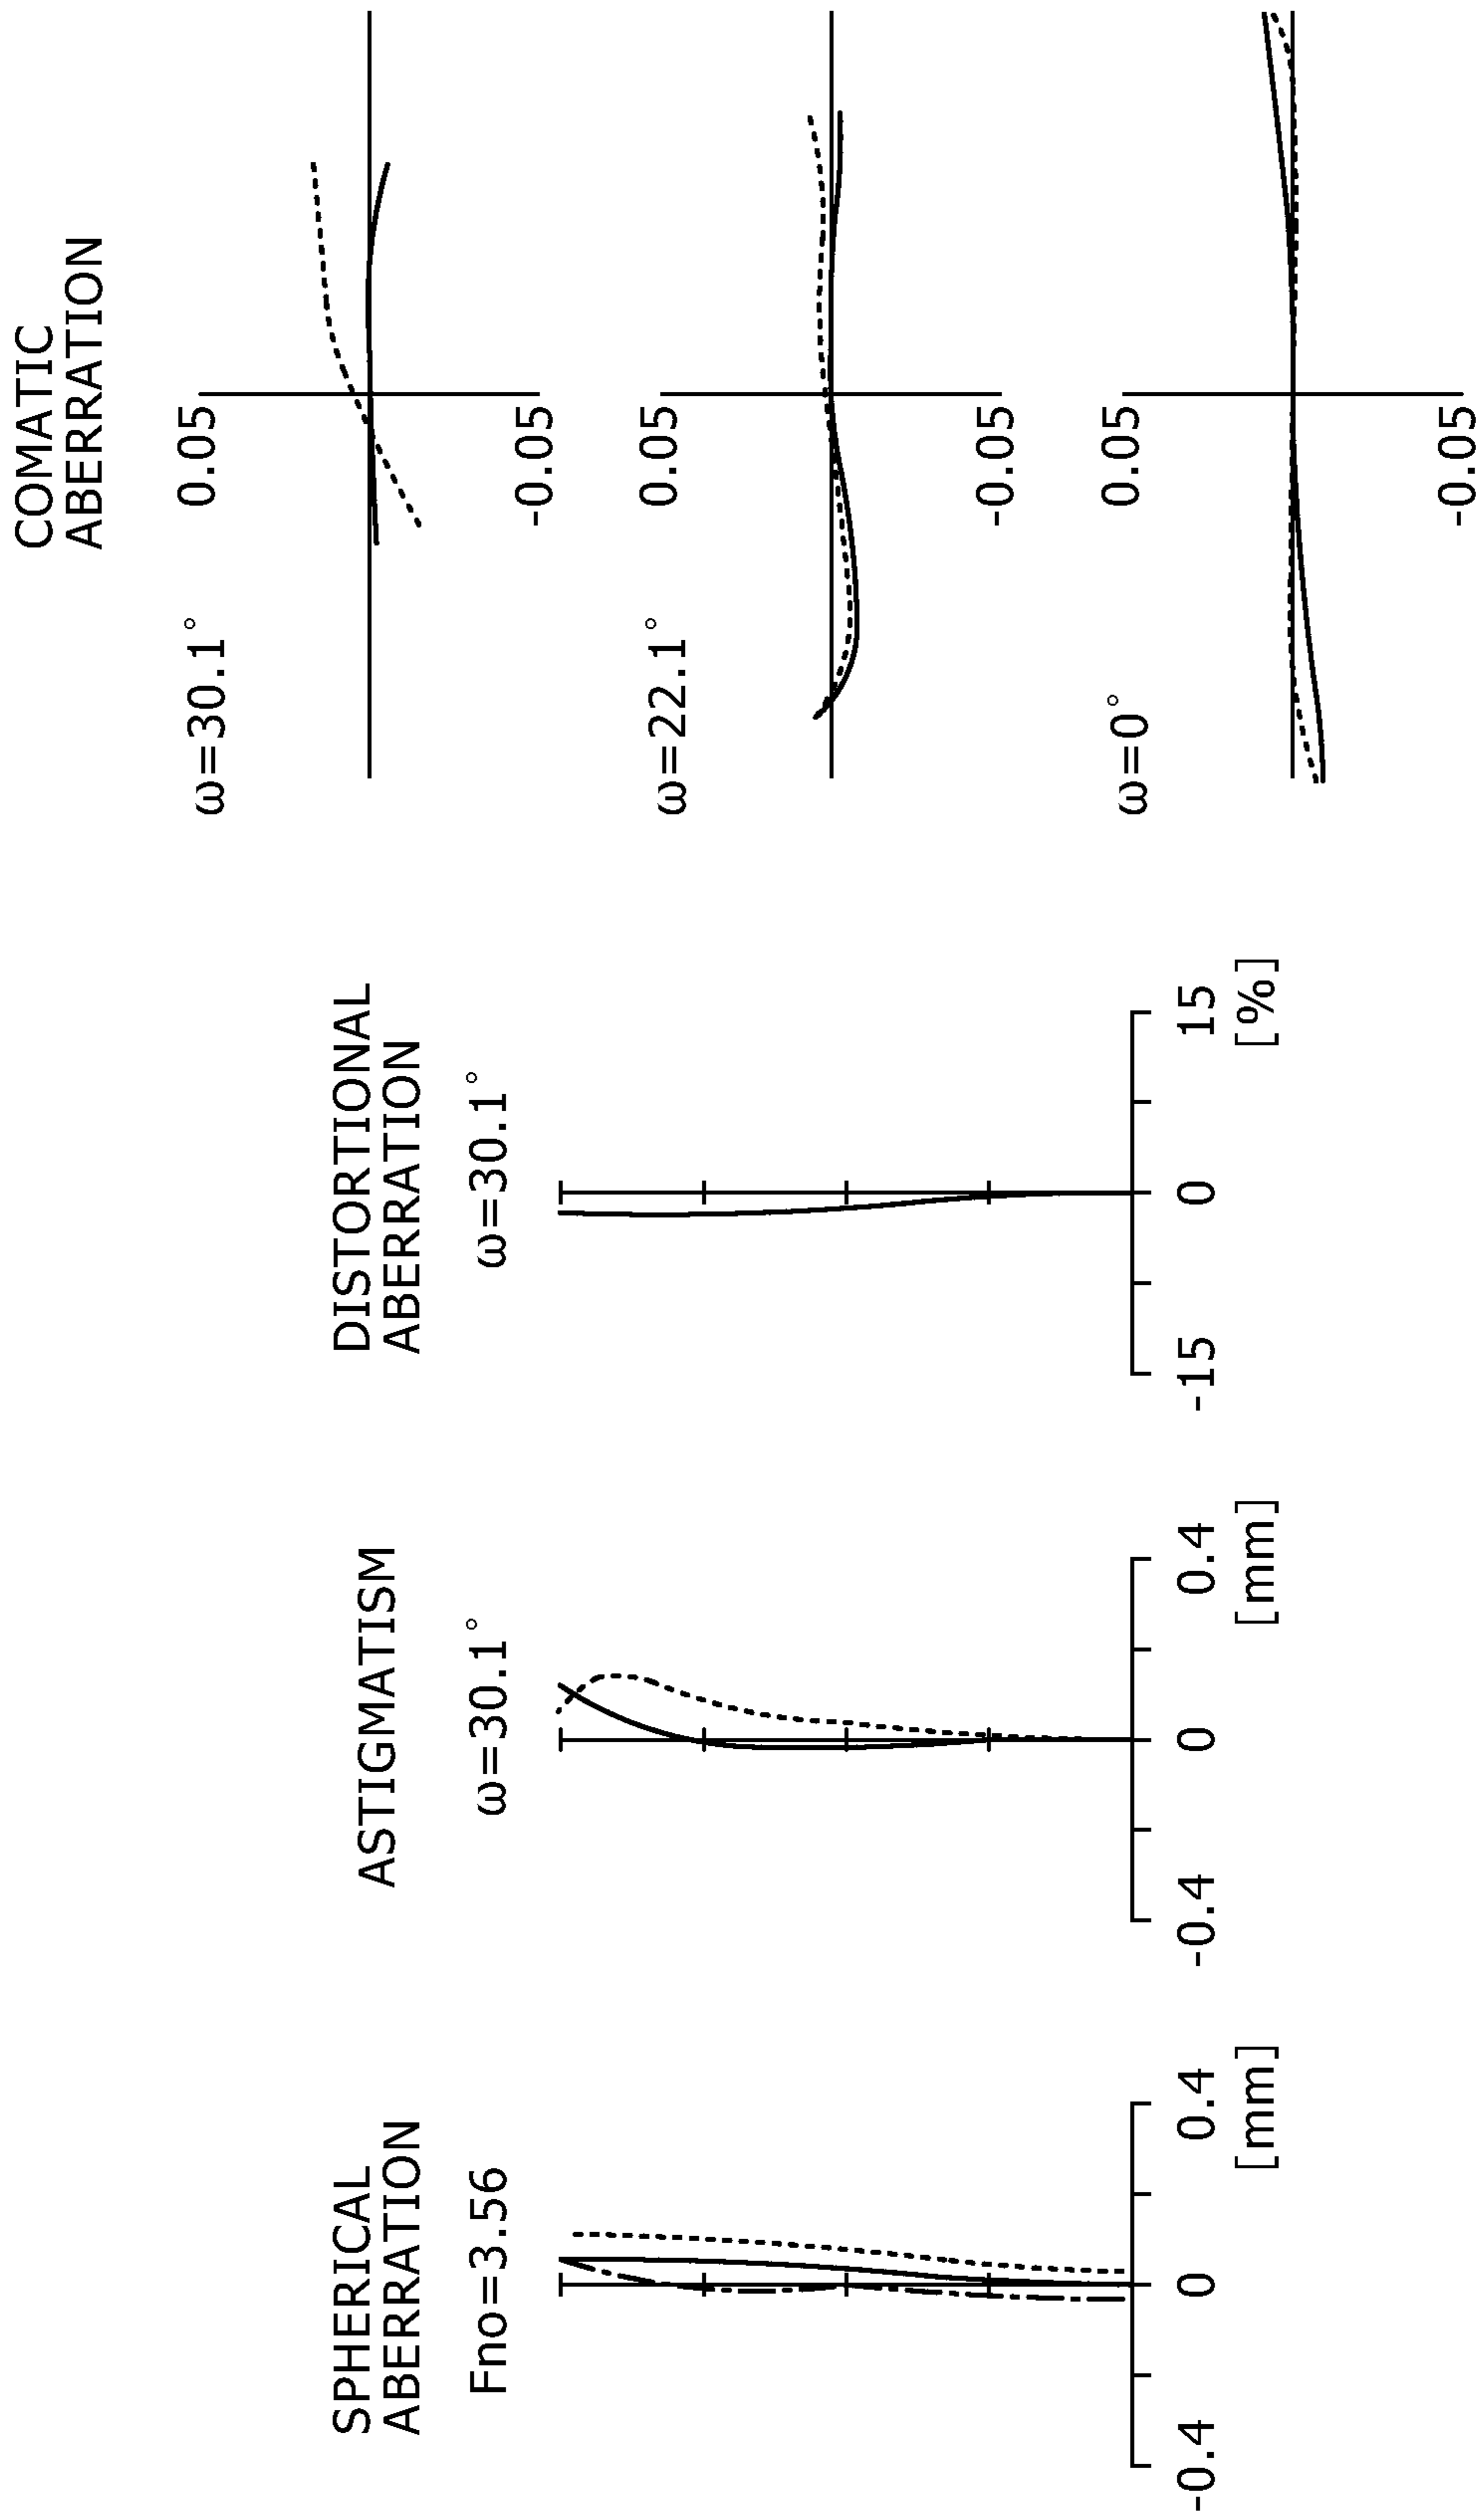 SPHERICAL
ABERRATION
Fno=3.56
-0.4
0
0.4
[mm]
ASTIGMATISM
ω=30.1°
-0.4
0
0.4
[mm]
DISTORTIONAL
ABERRATION
ω=30.1°
-15
0
15
[%]
COMATIC
ABERRATION
ω=30.1°
0.05
-0.05
ω=22.1°
0.05
-0.05
ω=0°
0.05
-0.05